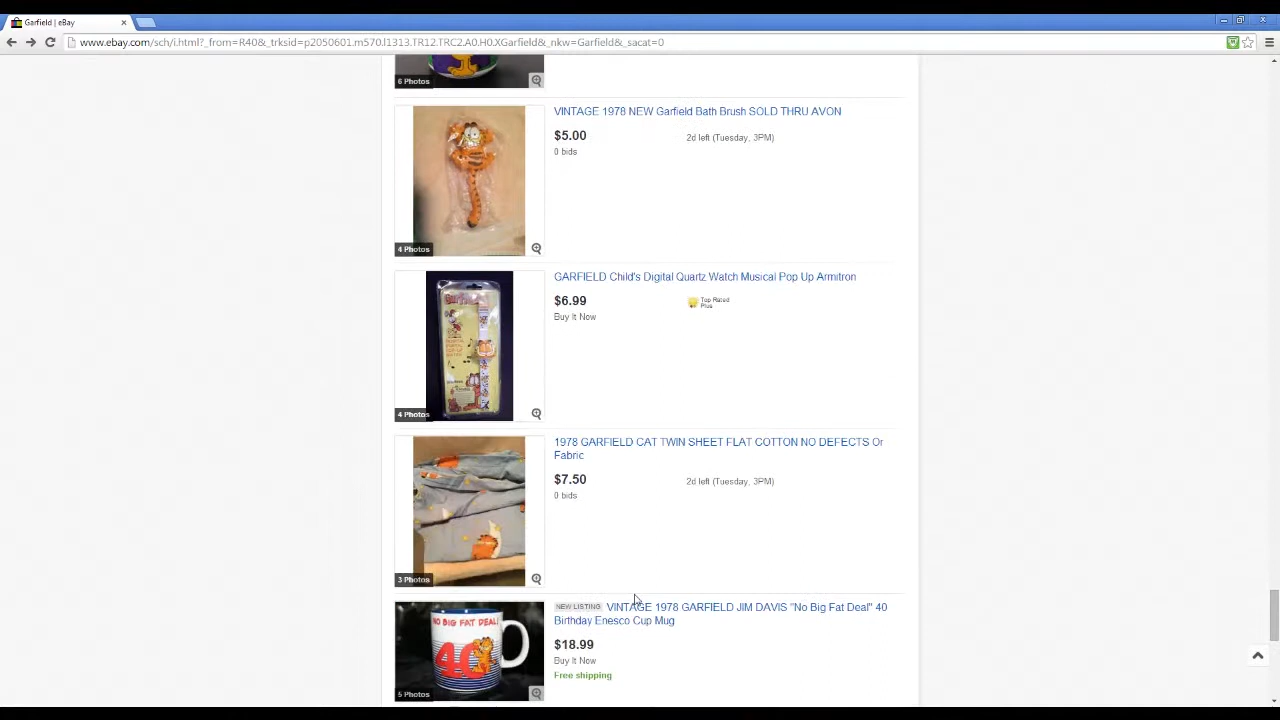 Garfield | eBay
www.ebay.com/sch/i.html?_from=R40&_trksid=p2050601.m570.l1313.TR12.TRC2.A0.H0.XGarfield&_nkw=Garfield&_sacat=0
6 Photos
VINTAGE 1978 NEW Garfield Bath Brush SOLD THRU AVON
$5.00
2d left (Tuesday, 3PM)
0 bids
4 Photos
GARFIELD Child's Digital Quartz Watch Musical Pop Up Armitron
$6.99
Top Rated
Plus
Buy It Now
Garfield
4 Photos
1978 GARFIELD CAT TWIN SHEET FLAT COTTON NO DEFECTS Or
Fabric
$7.50
2d left (Tuesday, 3PM)
0 bids
3 Photos
NEW LISTING VINTAGE 1978 GARFIELD JIM DAVIS "No Big Fat Deal" 40
Birthday Enesco Cup Mug
$18.99
Buy It Now
Free shipping
NO BIG FAT DEAL!
40
5 Photos